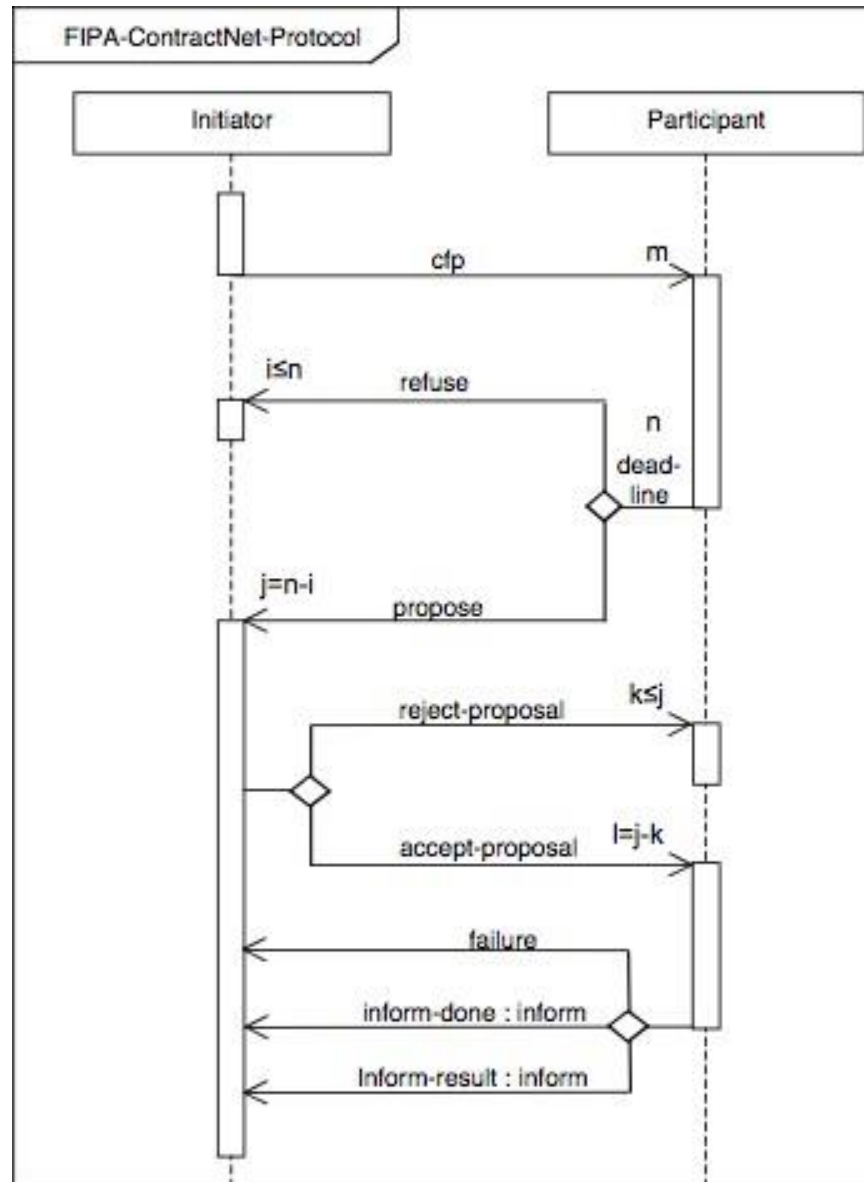 FIPA-ContractNet-Protocol
Initiator
Participant
cfp
m
i≤n
refuse
n
dead-
line
j=n-i
propose
reject-proposal
k≤j
accept-proposal
l=j-k
failure
inform-done : inform
Inform-result : inform